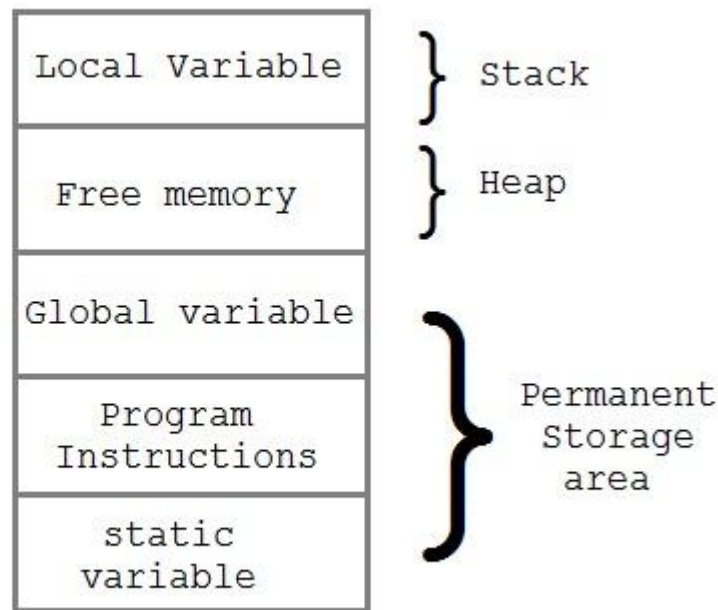 Local Variable
Stack
Free memory
Heap
Global variable
Program
Instructions
Permanent
Storage
area
static
variable